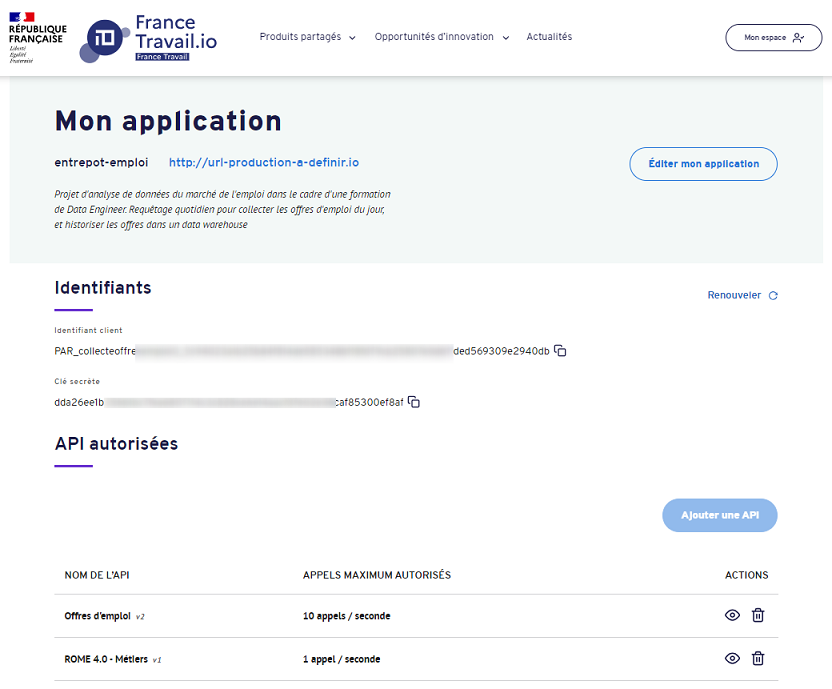 RÉPUBLIQUE
FRANÇAISE
Liberté
Égalité
Fraternité
France
Travail.io
France Travail
Produits partagés
Opportunités d'innovation
Actualités
Mon espace
Mon application
entrepot-emploi http://url-production-a-definir.io
Éditer mon application
Projet d'analyse de données du marché de l'emploi dans le cadre d'une formation
de Data Engineer. Requêtage quotidien pour collecter les offres d'emploi du jour,
et historiser les offres dans un data warehouse
Identifiants
Renouveler
Identifiant client
PAR_collecteoffre ded569309e2940db
Clé secrète
dda26ee1b caf85300ef8af
API autorisées
Ajouter une API
NOM DE L'API APPELS MAXIMUM AUTORISÉS ACTIONS
Offres d'emploi v2 10 appels / seconde
ROME 4.0 - Métiers v1 1 appel / seconde